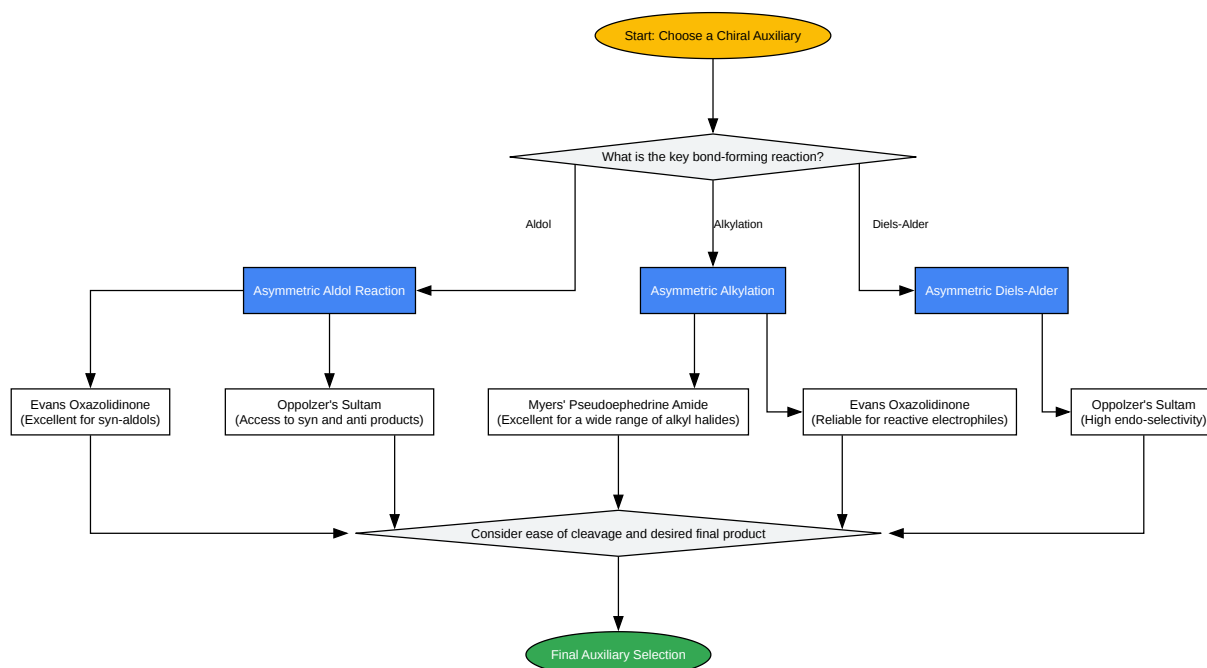 Start: Choose a Chiral Auxiliary
What is the key bond-forming reaction?
Aldol
Alkylation
Diels-Alder
Asymmetric Aldol Reaction
Asymmetric Alkylation
Asymmetric Diels-Alder
Evans Oxazolidinone
(Excellent for syn-aldols)
Oppolzer's Sultam
(Access to syn and anti products)
Myers' Pseudoephedrine Amide
(Excellent for a wide range of alkyl halides)
Evans Oxazolidinone
(Reliable for reactive electrophiles)
Oppolzer's Sultam
(High endo-selectivity)
Consider ease of cleavage and desired final product
Final Auxiliary Selection